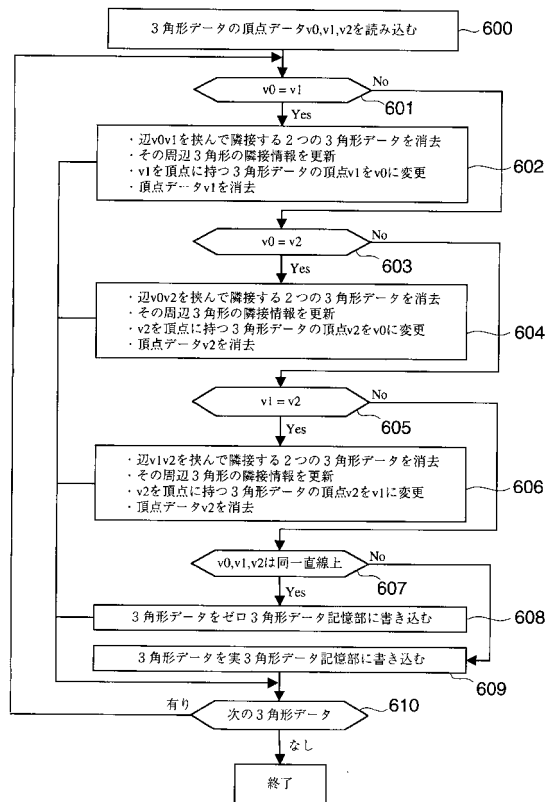 3角形データの頂点データv0,v1,v2を読み込む
600
v0 = v1
No
601
Yes
・辺v0v1を挟んで隣接する2つの3角形データを消去
・その周辺3角形の隣接情報を更新
・v1を頂点に持つ3角形データの頂点v1をv0に変更
・頂点データv1を消去
602
v0 = v2
No
603
Yes
・辺v0v2を挟んで隣接する2つの3角形データを消去
・その周辺3角形の隣接情報を更新
・v2を頂点に持つ3角形データの頂点v2をv0に変更
・頂点データv2を消去
604
v1 = v2
No
605
Yes
・辺v1v2を挟んで隣接する2つの3角形データを消去
・その周辺3角形の隣接情報を更新
・v2を頂点に持つ3角形データの頂点v2をv1に変更
・頂点データv2を消去
606
v0,v1,v2は同一直線上
No
607
Yes
3角形データをゼロ3角形データ記憶部に書き込む
608
3角形データを実3角形データ記憶部に書き込む
609
有り
次の3角形データ
610
なし
終了